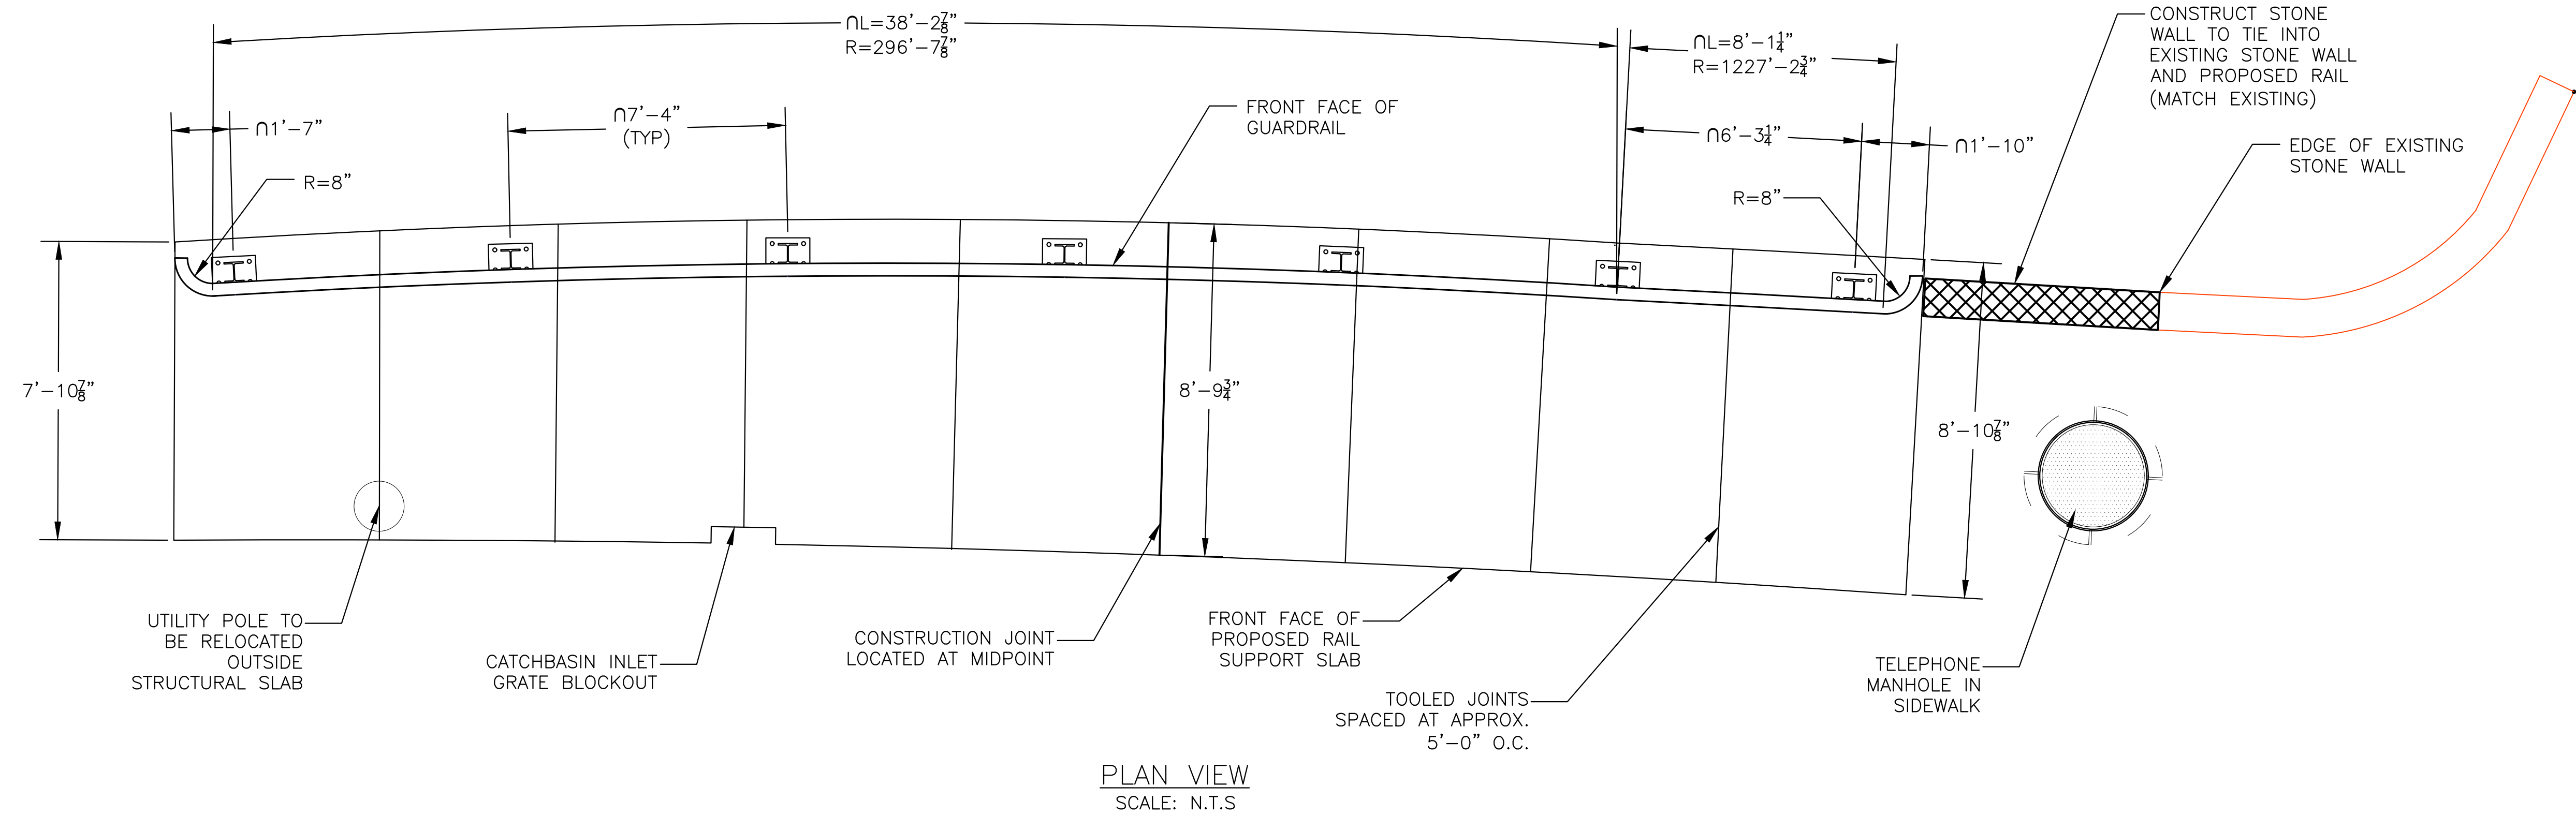 ∩L=38'-2⅞"
R=296'-7⅞"
∩L=8'-1¼"
R=1227'-2¾"
CONSTRUCT STONE
WALL TO TIE INTO
EXISTING STONE WALL
AND PROPOSED RAIL
(MATCH EXISTING)
∩1'-7"
∩7'-4"
(TYP)
FRONT FACE OF
GUARDRAIL
∩6'-3¼"
∩1'-10"
EDGE OF EXISTING
STONE WALL
R=8"
R=8"
7'-10⅞"
8'-9¾"
8'-10⅞"
UTILITY POLE TO
BE RELOCATED
OUTSIDE
STRUCTURAL SLAB
CATCHBASIN INLET
GRATE BLOCKOUT
CONSTRUCTION JOINT
LOCATED AT MIDPOINT
FRONT FACE OF
PROPOSED RAIL
SUPPORT SLAB
TOOLED JOINTS
SPACED AT APPROX.
5'-0" O.C.
TELEPHONE
MANHOLE IN
SIDEWALK
PLAN VIEW
SCALE: N.T.S